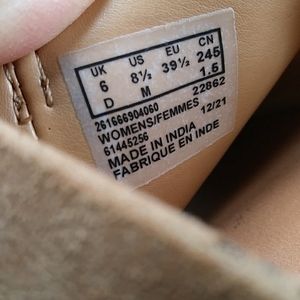 UK US EU CN
6 8½ 39½ 245
D M 1.5
261666904060 22862
WOMENS/FEMMES
61445256 12/21
MADE IN INDIA
FABRIQUE EN INDE